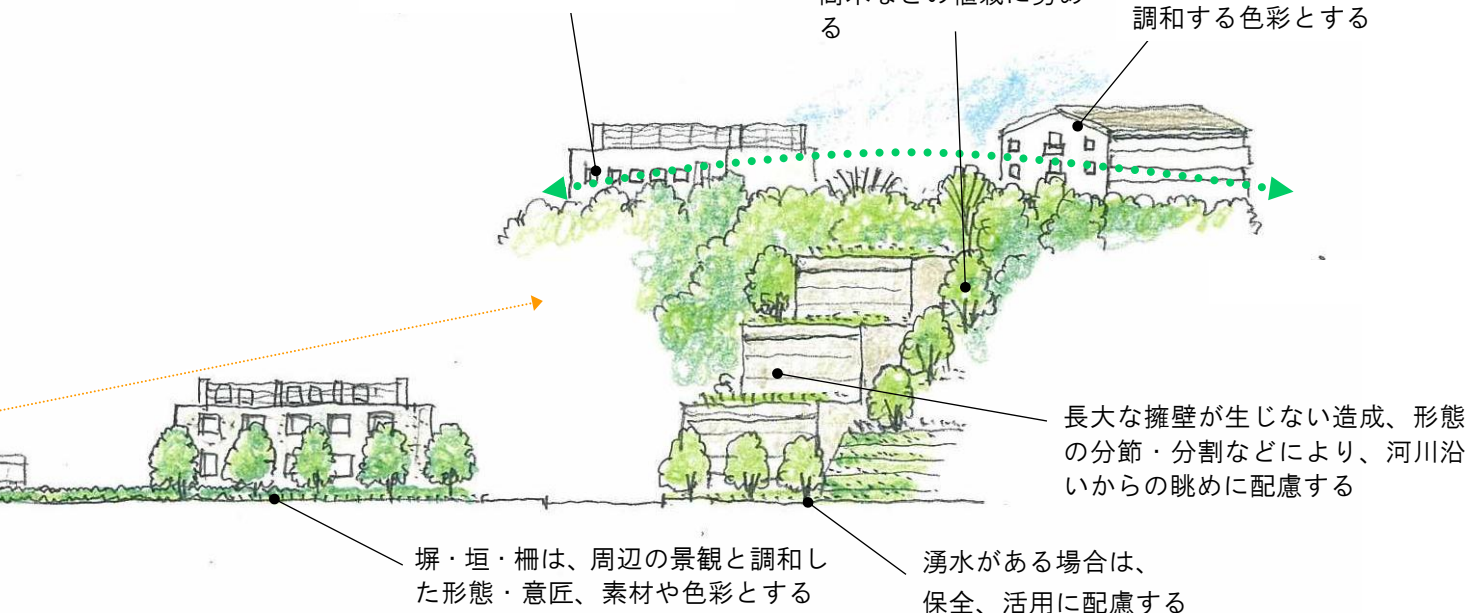 る
調和する色彩とする
長大な擁壁が生じない造成、形態
の分節・分割などにより、河川沿
いからの眺めに配慮する
塀・垣・柵は、周辺の景観と調和し
た形態・意匠、素材や色彩とする
湧水がある場合は、
保全、活用に配慮する